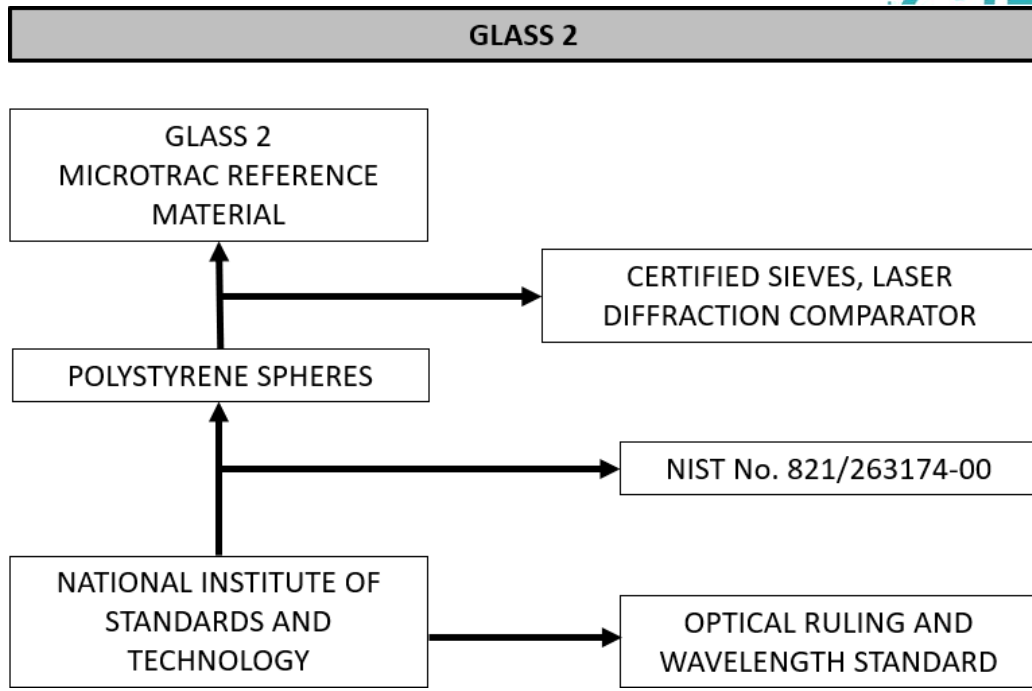 GLASS 2
GLASS 2
MICROTRAC REFERENCE
MATERIAL
CERTIFIED SIEVES, LASER
DIFFRACTION COMPARATOR
POLYSTYRENE SPHERES
NIST No. 821/263174-00
NATIONAL INSTITUTE OF
STANDARDS AND
TECHNOLOGY
OPTICAL RULING AND
WAVELENGTH STANDARD